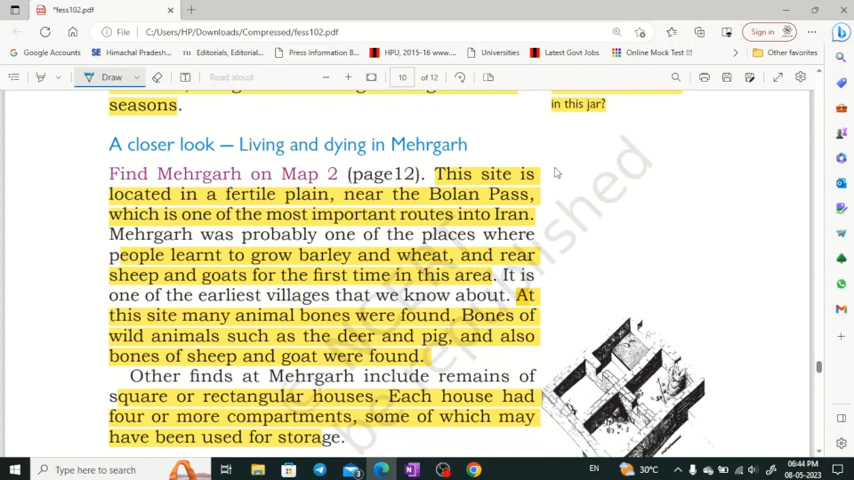 *fess102.pdf
File
C:/Users/HP/Downloads/Compressed/fess102.pdf
Sign in
Google Accounts
Himachal Pradesh...
Editorials, Editorial...
Press Information B...
HPU, 2015-16 www....
Universities
Latest Govt Jobs
Online Mock Test !!!
Other favorites
Draw
Read aloud
10 of 12
seasons.
in this jar?
A closer look — Living and dying in Mehrgarh
Find Mehrgarh on Map 2 (page12). This site is
located in a fertile plain, near the Bolan Pass,
which is one of the most important routes into Iran.
Mehrgarh was probably one of the places where
people learnt to grow barley and wheat, and rear
sheep and goats for the first time in this area. It is
one of the earliest villages that we know about. At
this site many animal bones were found. Bones of
wild animals such as the deer and pig, and also
bones of sheep and goat were found.
Other finds at Mehrgarh include remains of
square or rectangular houses. Each house had
four or more compartments, some of which may
have been used for storage.
© NCERT
be republished
Type here to search
3
EN
30°C
06:44 PM
08-05-2023